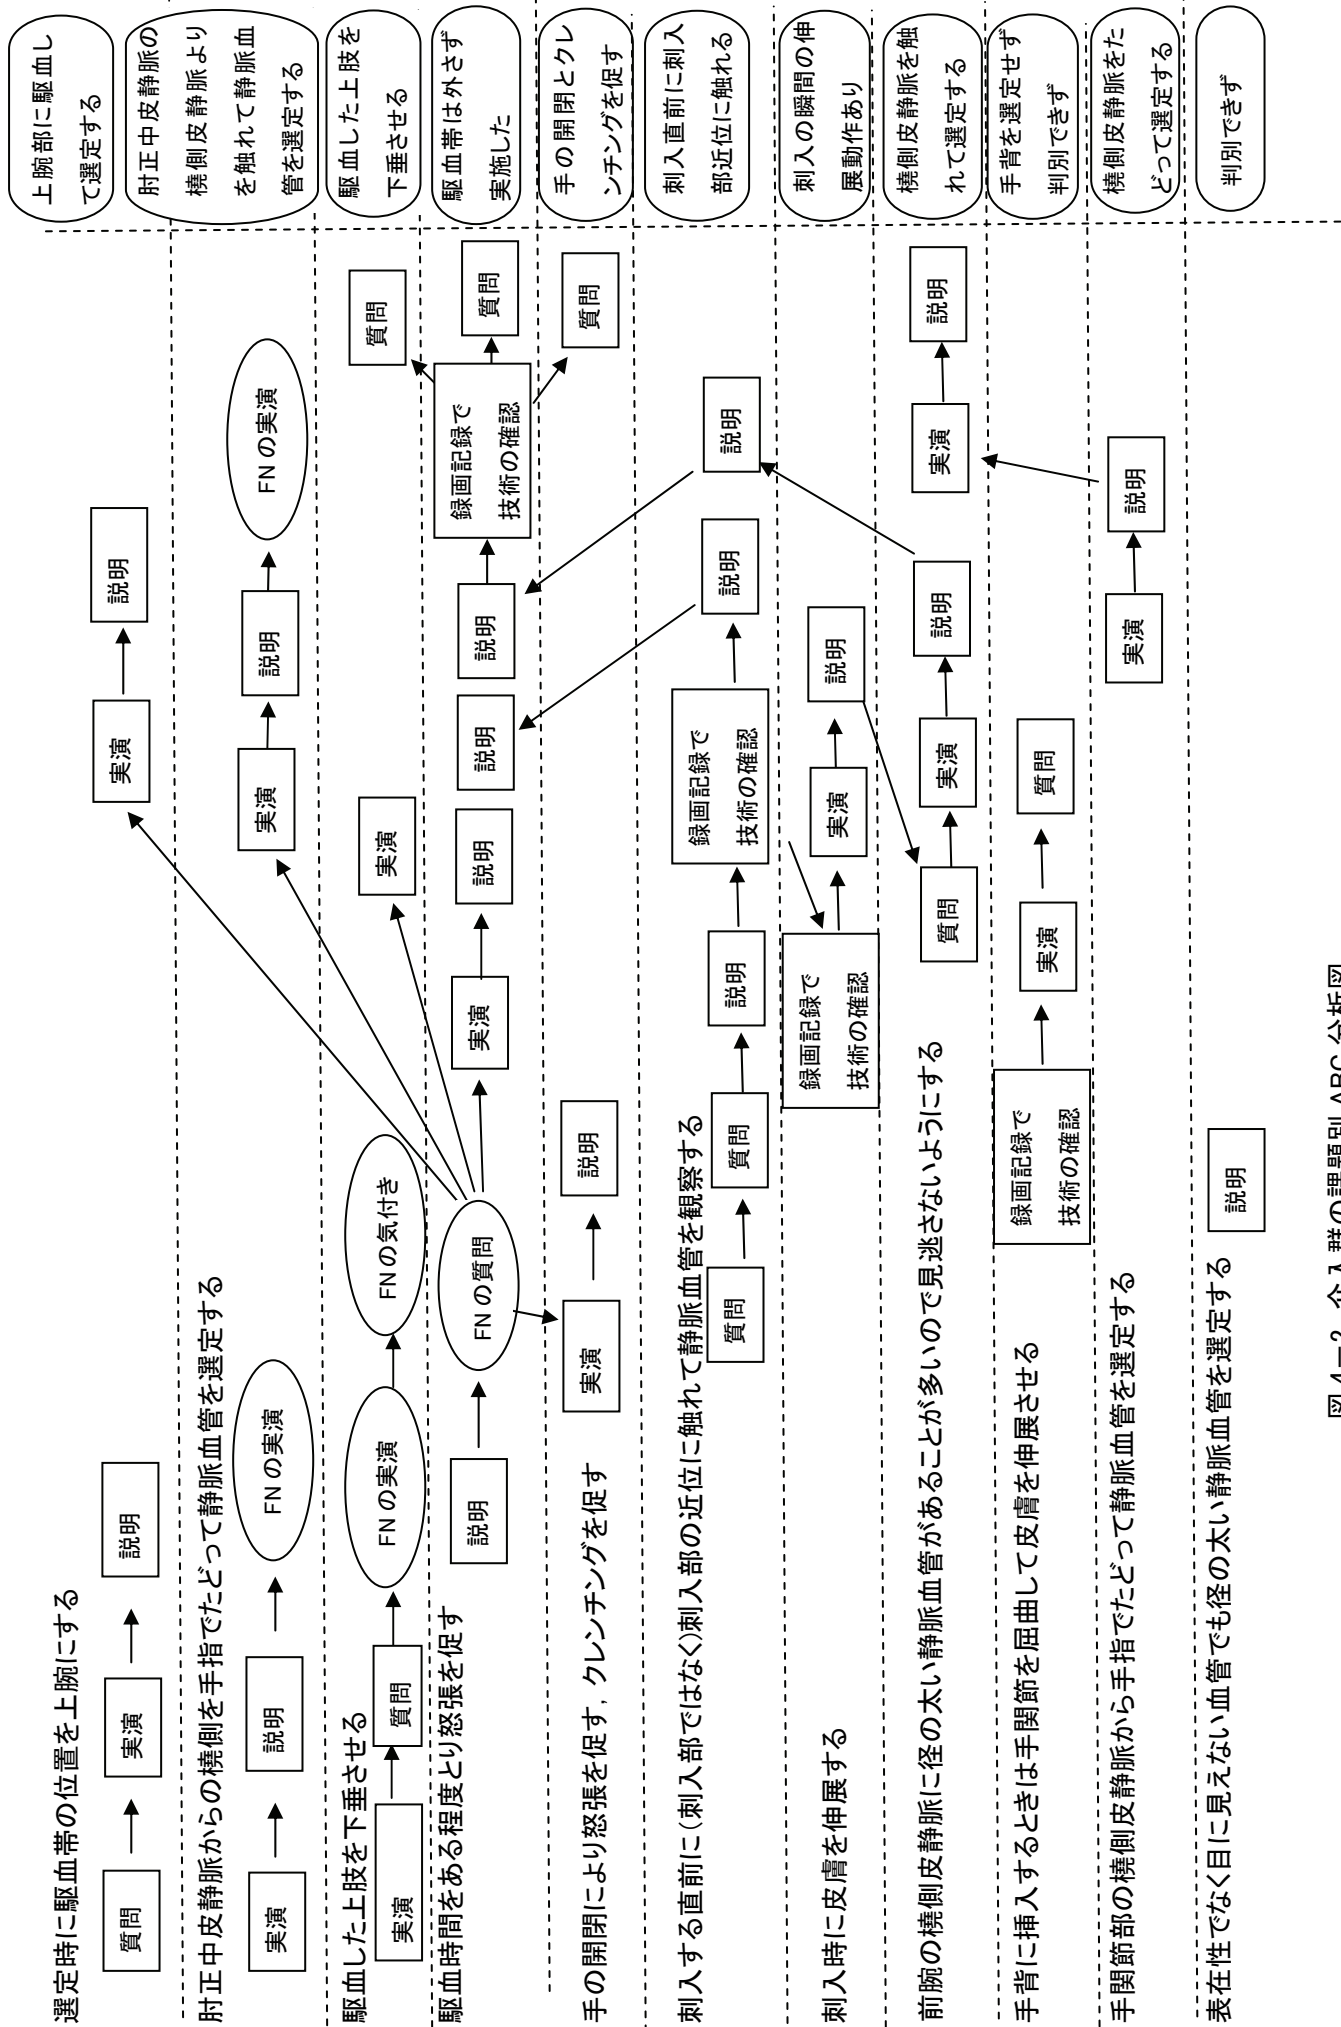 選定時に駆血帯の位置を上腕にする
質問
実演
説明
実演
説明
上腕部に駆血し
て選定する
肘正中皮静脈からの橈側を手指でたどって静脈血管を選定する
実演
説明
FN の実演
実演
説明
FN の実演
肘正中皮静脈の
橈側皮静脈より
を触れて静脈血
管を選定する
駆血した上肢を下垂させる
実演
質問
FN の実演
FN の気付き
実演
質問
駆血した上肢を
下垂させる
駆血時間をある程度とり怒張を促す
説明
FN の質問
実演
説明
説明
説明
録画記録で
技術の確認
質問
駆血帯は外さず
実施した
手の開閉により怒張を促す，クレンチングを促す
実演
説明
質問
手の開閉とクレ
ンチングを促す
刺入する直前に（刺入部ではなく）刺入部の近位に触れて静脈血管を観察する
質問
質問
説明
録画記録で
技術の確認
説明
説明
刺入直前に刺入
部近位に触れる
刺入時に皮膚を伸展する
録画記録で
技術の確認
実演
説明
刺入の瞬間の伸
展動作あり
前腕の橈側皮静脈に径の太い静脈血管があることが多いので見逃さないようにする
質問
実演
説明
実演
説明
橈側皮静脈を触
れて選定する
手背に挿入するときは手関節を屈曲して皮膚を伸展させる
録画記録で
技術の確認
実演
質問
手背を選定せず
判別できず
手関節部の橈側皮静脈から手指でたどって静脈血管を選定する
実演
説明
橈側皮静脈をた
どって選定する
表在性でなく目に見えない血管でも径の太い静脈血管を選定する
説明
判別できず
図 4－2 介入群の課題別 ABC 分析図